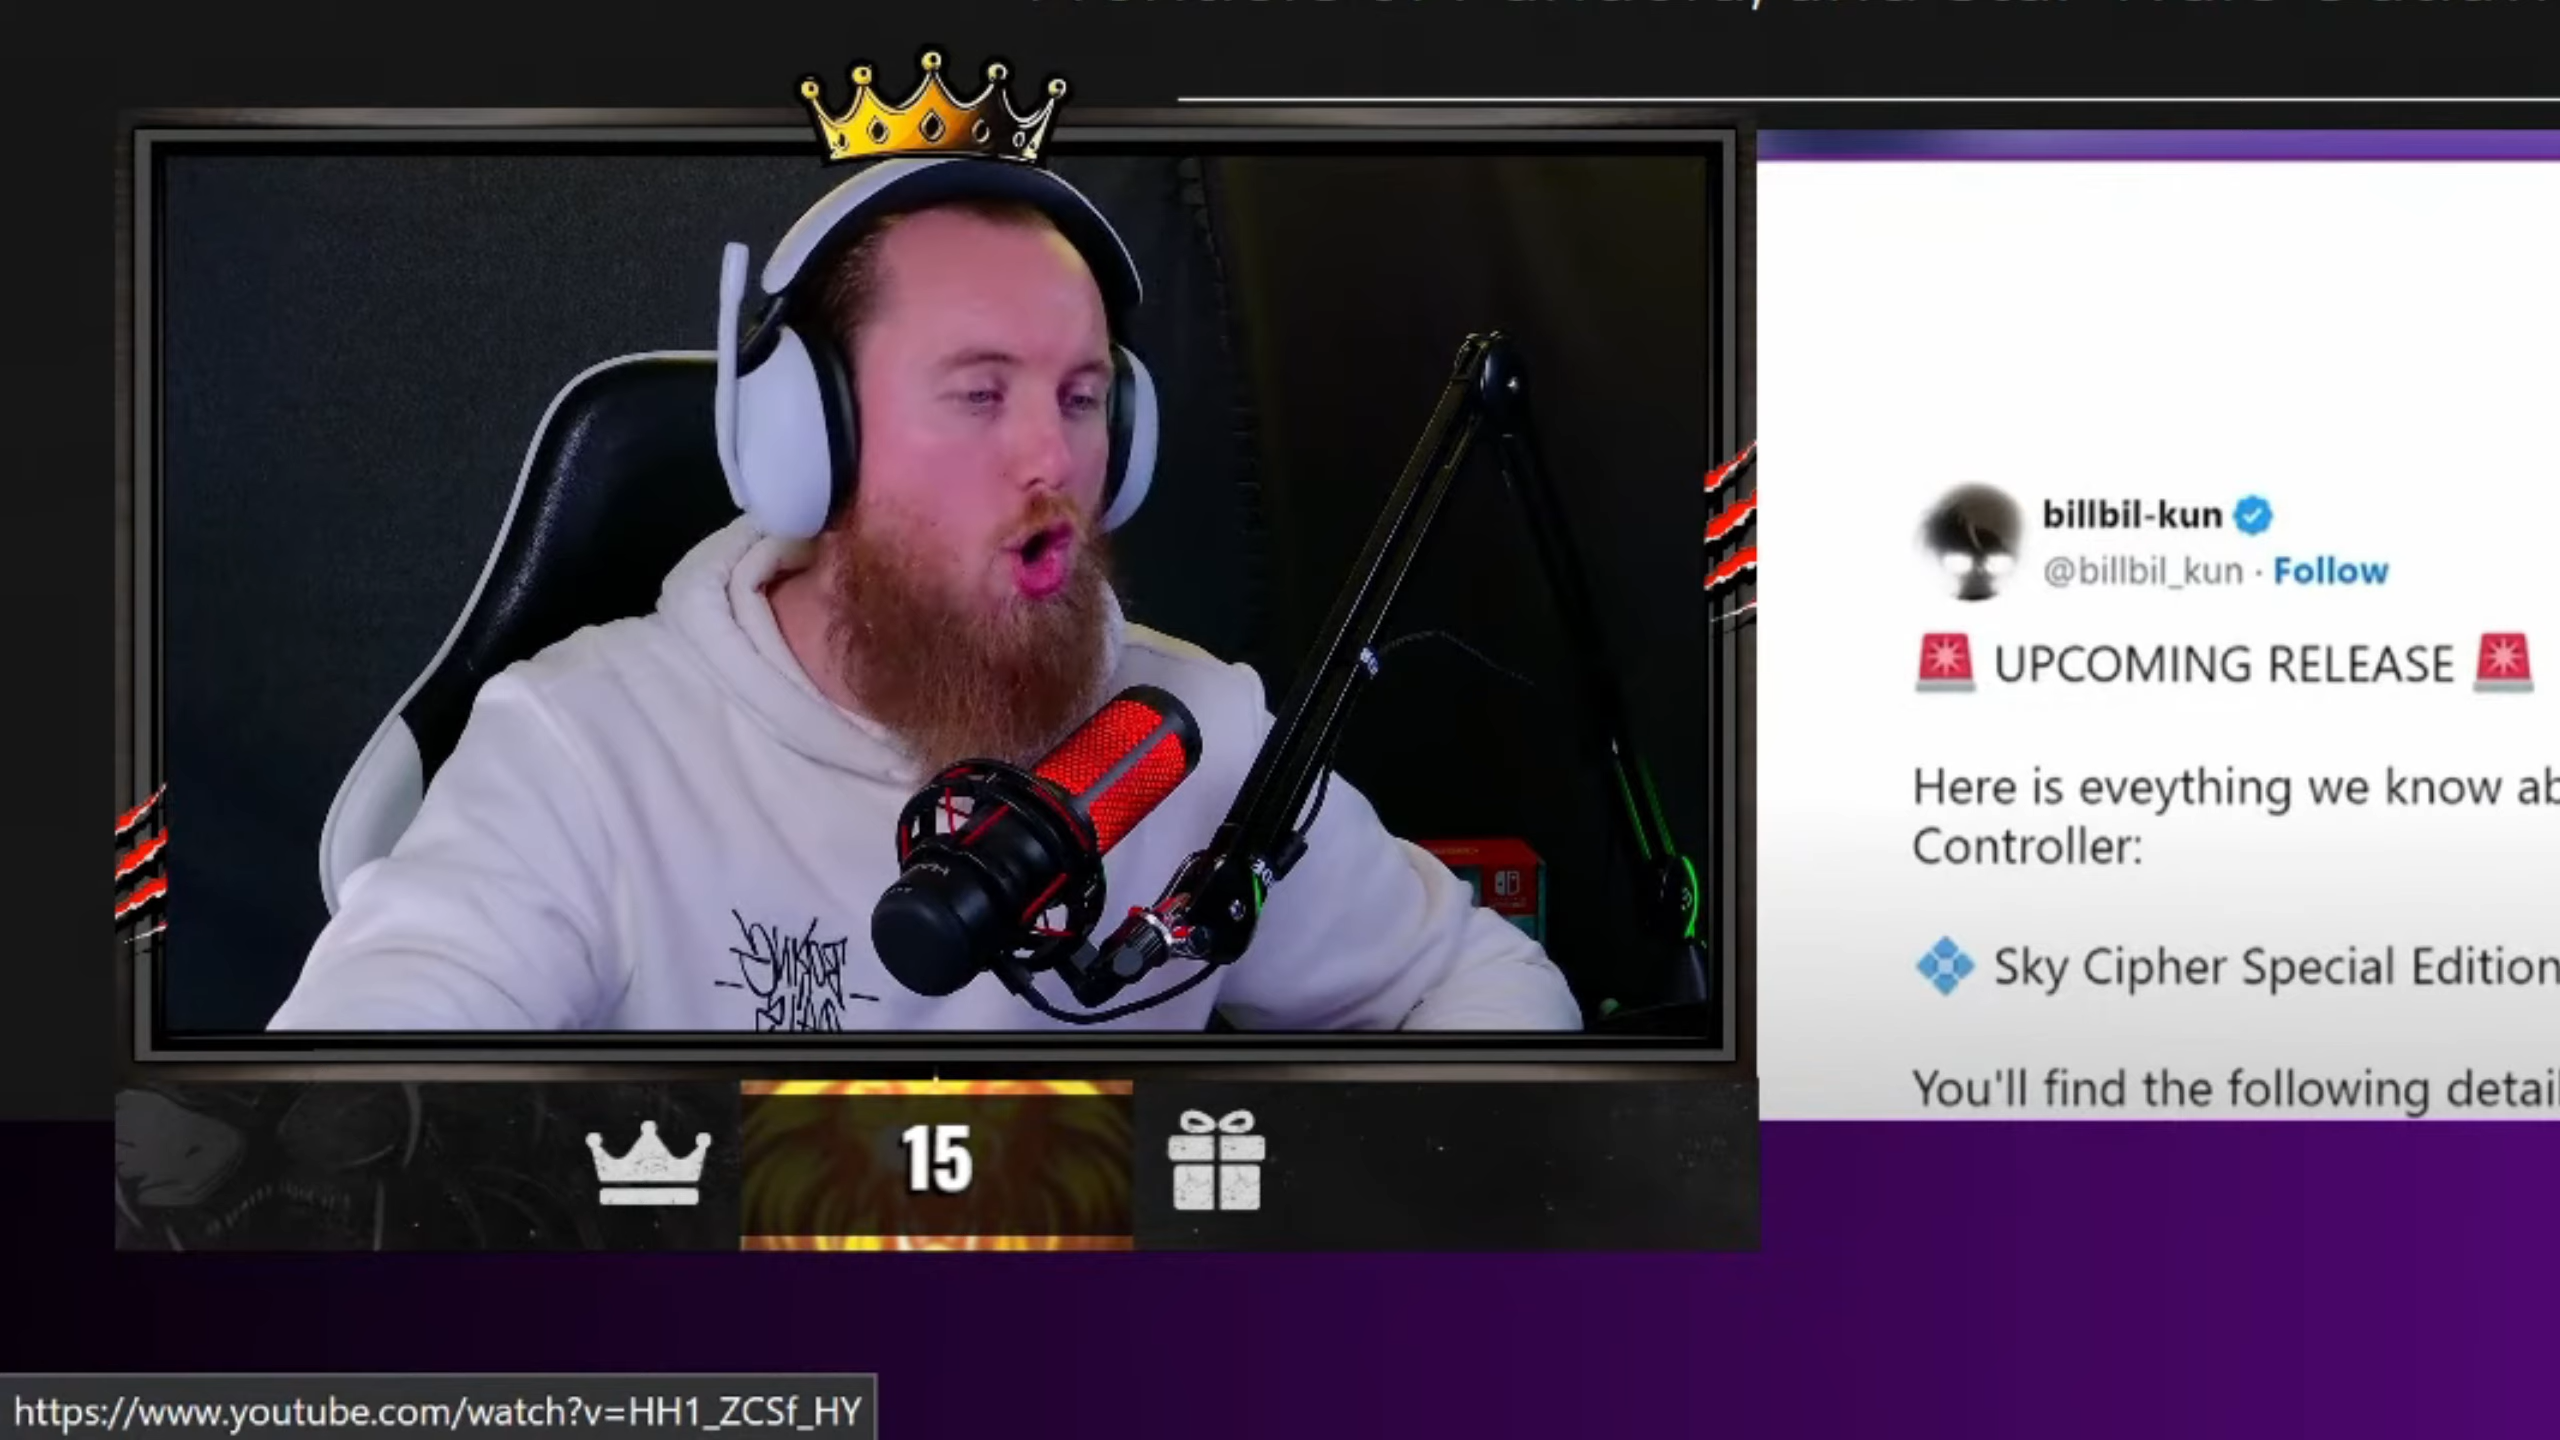 billbil-kun
@billbil_kun · Follow
🚨 UPCOMING RELEASE 🚨
Here is eveything we know ab
Controller:
Sky Cipher Special Edition
You'll find the following detail
15
https://www.youtube.com/watch?v=HH1_ZCSf_HY